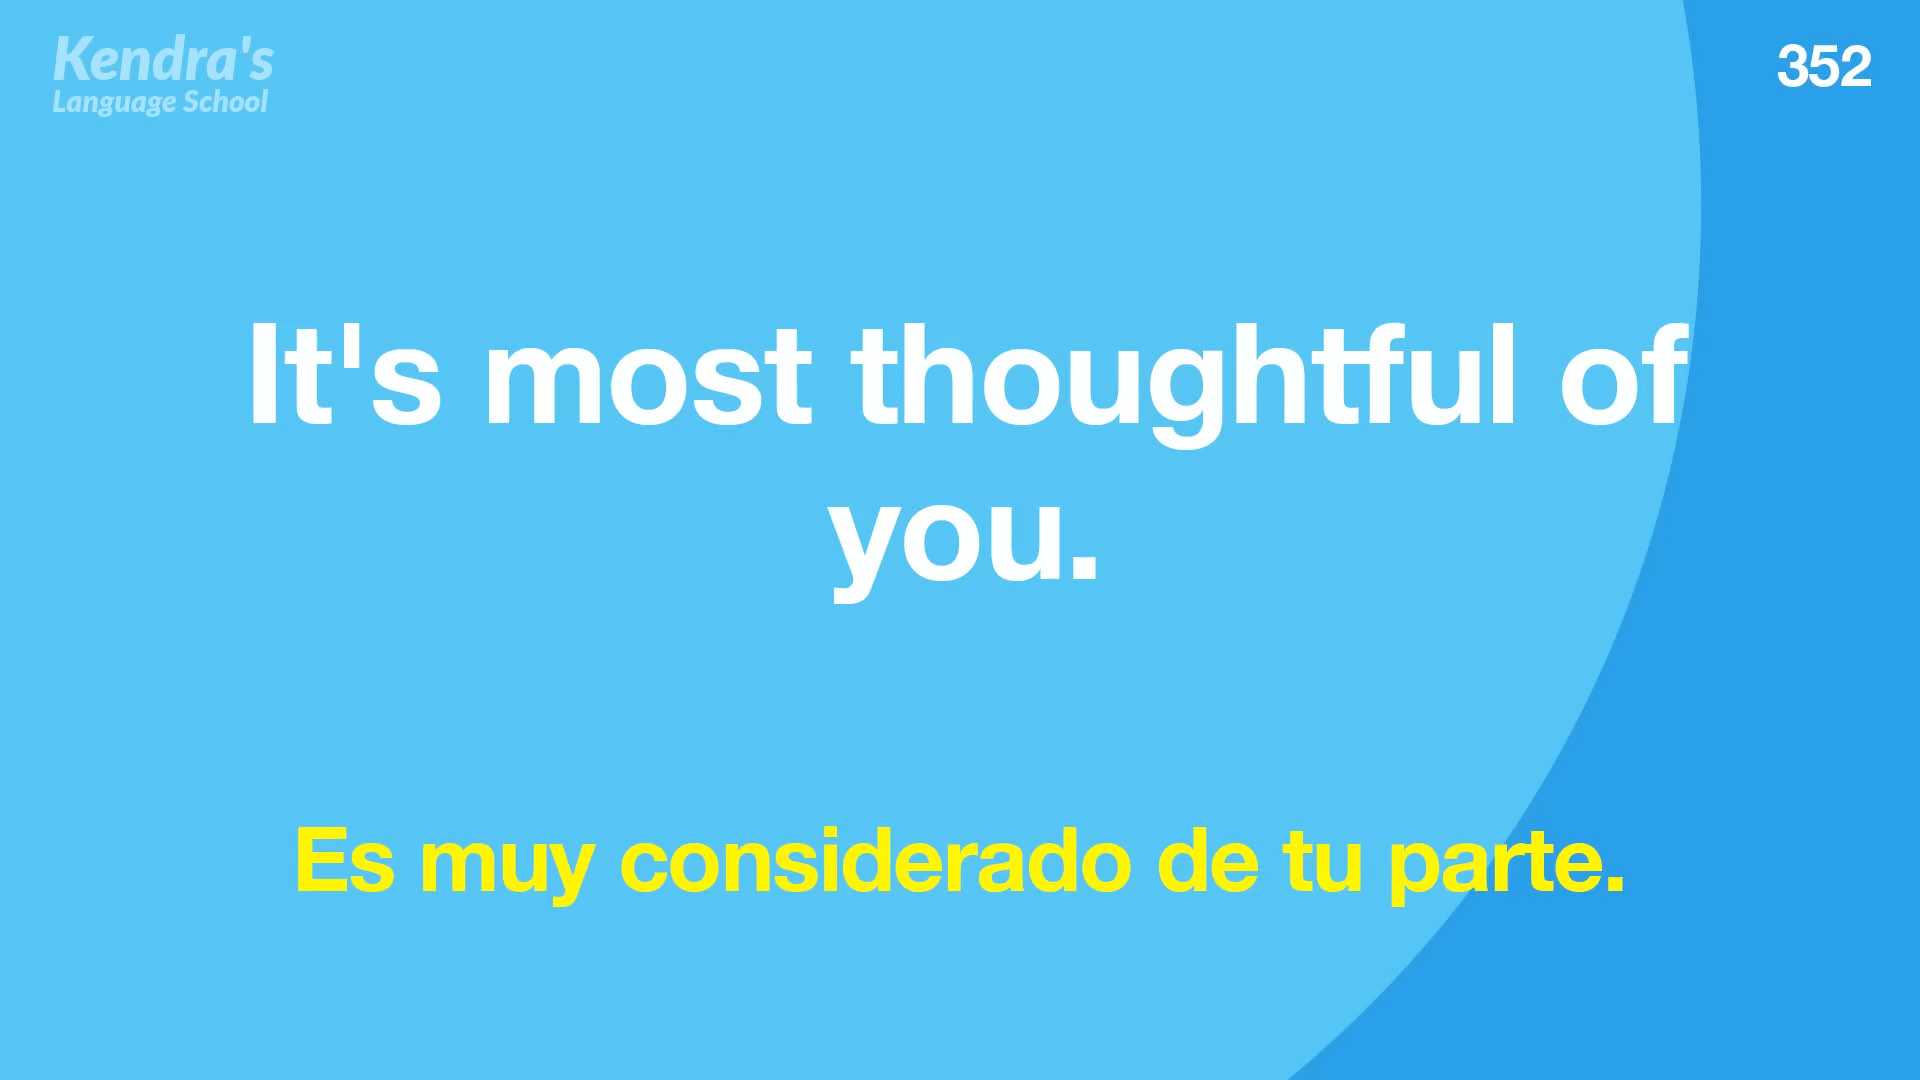 Kendra's
Language School
352
It's most thoughtful of
you.
Es muy considerado de tu parte.